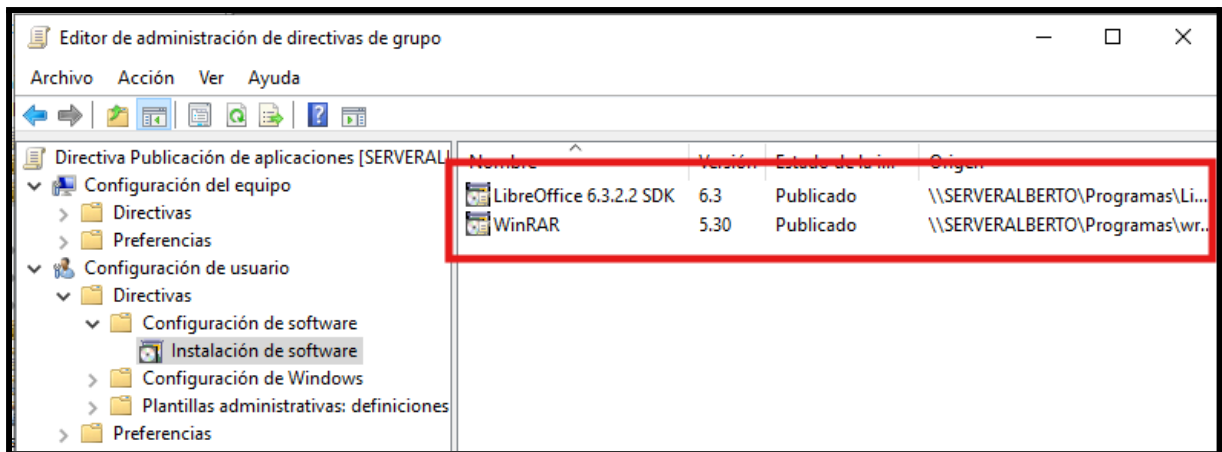 Editor de administración de directivas de grupo
Archivo Acción Ver Ayuda
Directiva Publicación de aplicaciones [SERVERAL
Configuración del equipo
Directivas
Preferencias
Configuración de usuario
Directivas
Configuración de software
Instalación de software
Configuración de Windows
Plantillas administrativas: definiciones
Preferencias
Nombre Versión Estado de la i... Origen
LibreOffice 6.3.2.2 SDK 6.3 Publicado \\SERVERALBERTO\Programas\Li...
WinRAR 5.30 Publicado \\SERVERALBERTO\Programas\wr...